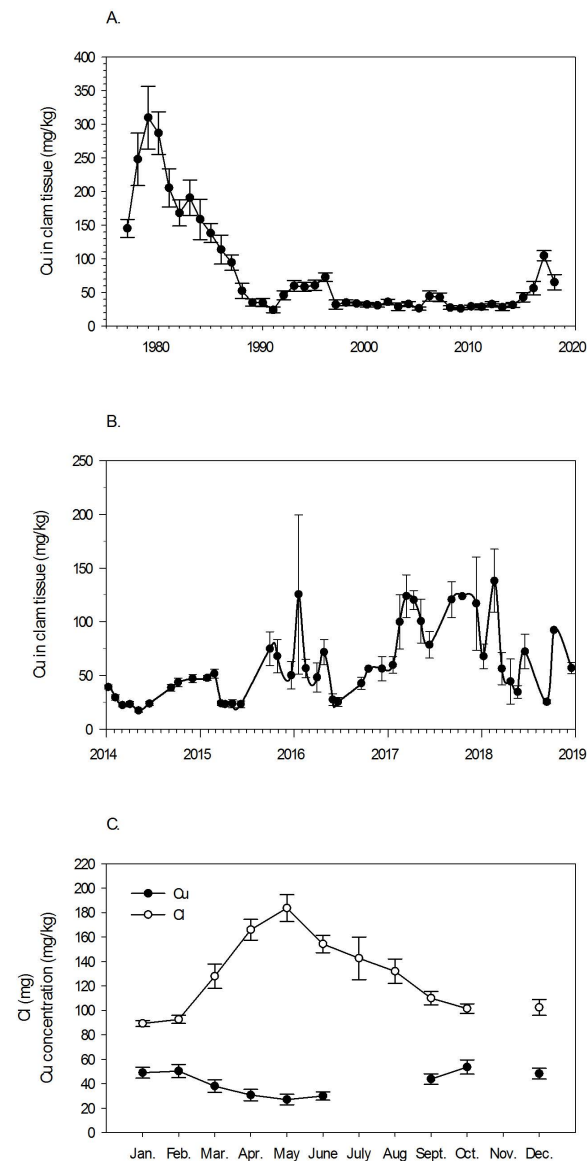 A.
Cu in clam tissue (mg/kg)
400
350
300
250
200
150
100
50
0
1980 1990 2000 2010 2020
B.
Cu in clam tissue (mg/kg)
250
200
150
100
50
0
2014 2015 2016 2017 2018 2019
C.
CI (mg)
Cu concentration (mg/kg)
220
200
180
160
140
120
100
80
60
40
20
0
Cu
CI
Jan. Feb. Mar. Apr. May June July Aug Sept. Oct. Nov. Dec.